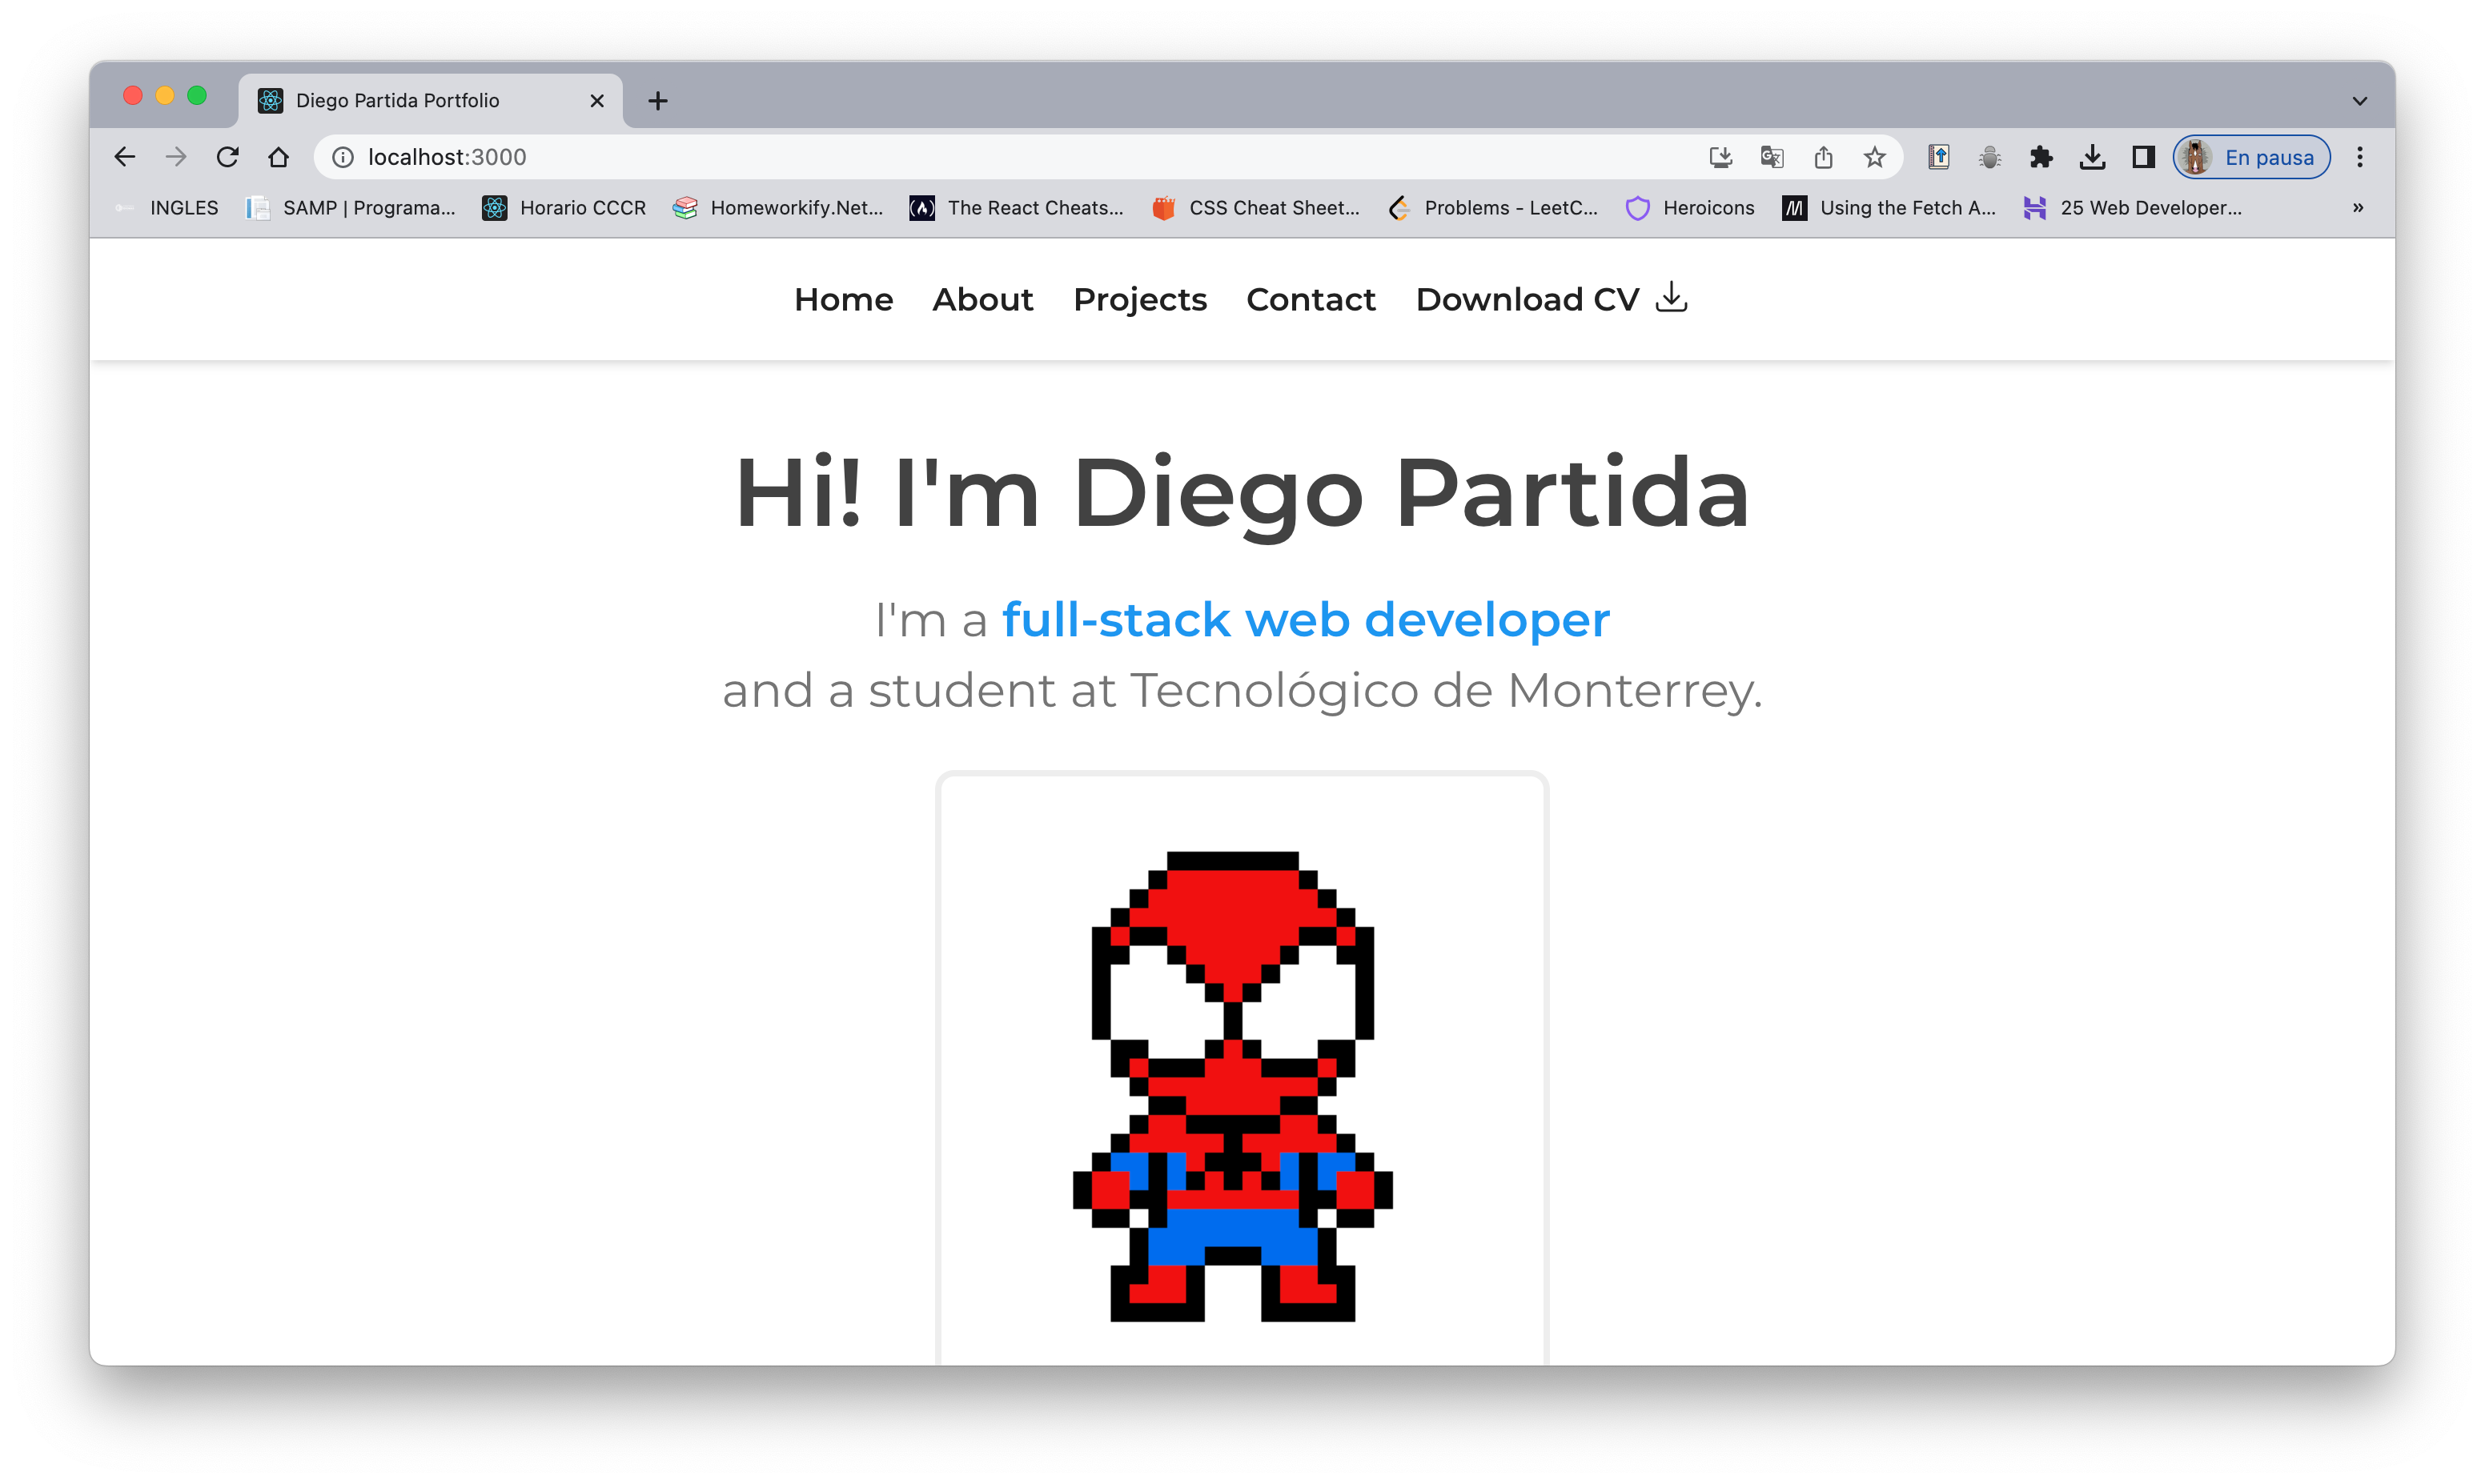 Diego Partida Portfolio
localhost:3000
En pausa
INGLES
SAMP | Programa...
Horario CCCR
Homeworkify.Net...
The React Cheats...
CSS Cheat Sheet...
Problems - LeetC...
Heroicons
Using the Fetch A...
25 Web Developer...
Home About Projects Contact Download CV
Hi! I'm Diego Partida
I'm a full-stack web developer
and a student at Tecnológico de Monterrey.